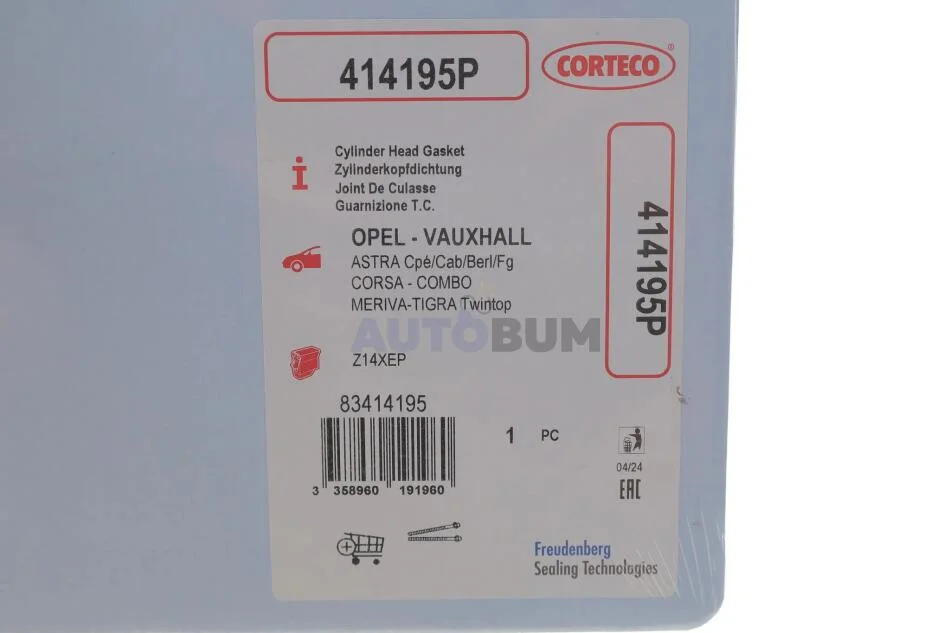 414195P
CORTECO®
Cylinder Head Gasket
Zylinderkopfdichtung
Joint De Culasse
Guarnizione T.C.
414195P
OPEL - VAUXHALL
ASTRA Cpé/Cab/Berl/Fg
CORSA - COMBO
MERIVA-TIGRA Twintop
AUTOBUM
Z14XEP
83414195
1 PC
3 358960 191960
04/24
EAC
Freudenberg
Sealing Technologies